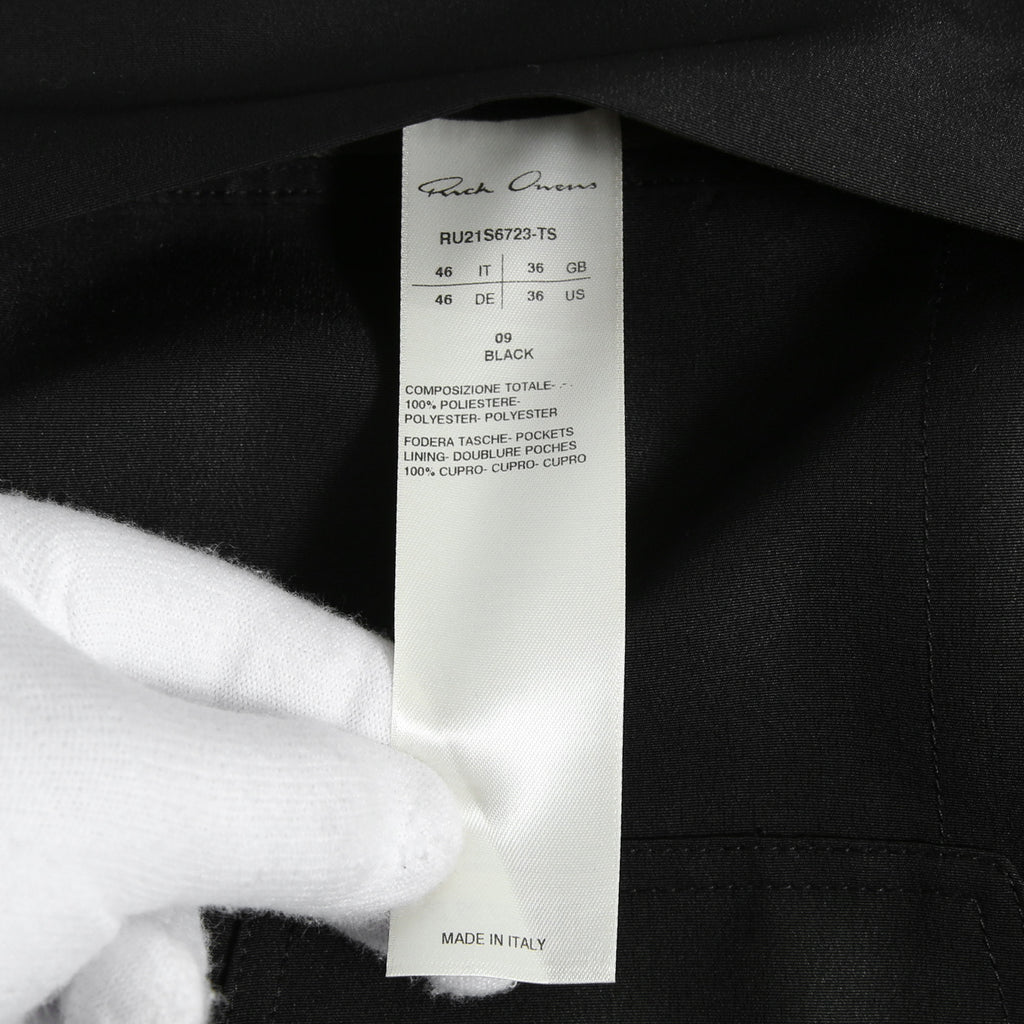 Rick Owens
RU21S6723-TS
46 IT 36 GB
46 DE 36 US
09
BLACK
COMPOSIZIONE TOTALE- .-.
100% POLIESTERE-
POLYESTER- POLYESTER
FODERA TASCHE- POCKETS
LINING- DOUBLURE POCHES
100% CUPRO- CUPRO- CUPRO
MADE IN ITALY